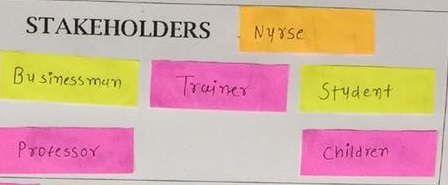 STAKEHOLDERS Nurse
Businessman Trainer Student
Professor Children